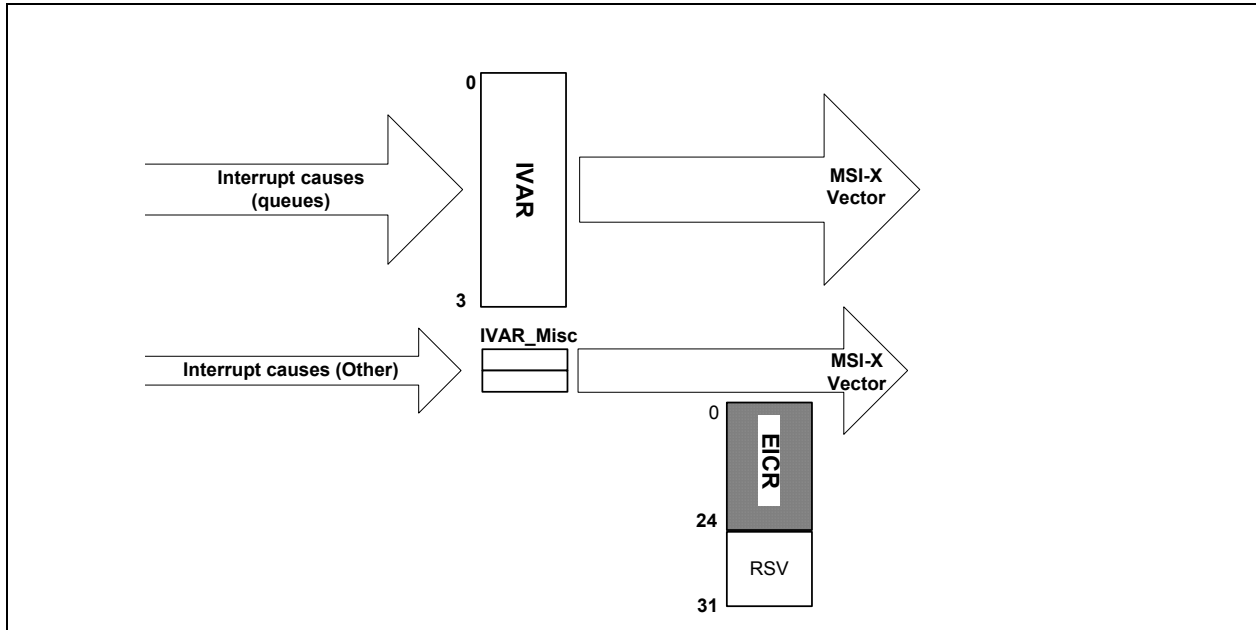 0
IVAR
Interrupt causes
(queues)
MSI-X
Vector
3
IVAR_Misc
Interrupt causes (Other)
MSI-X
Vector
0
EICR
24
RSV
31